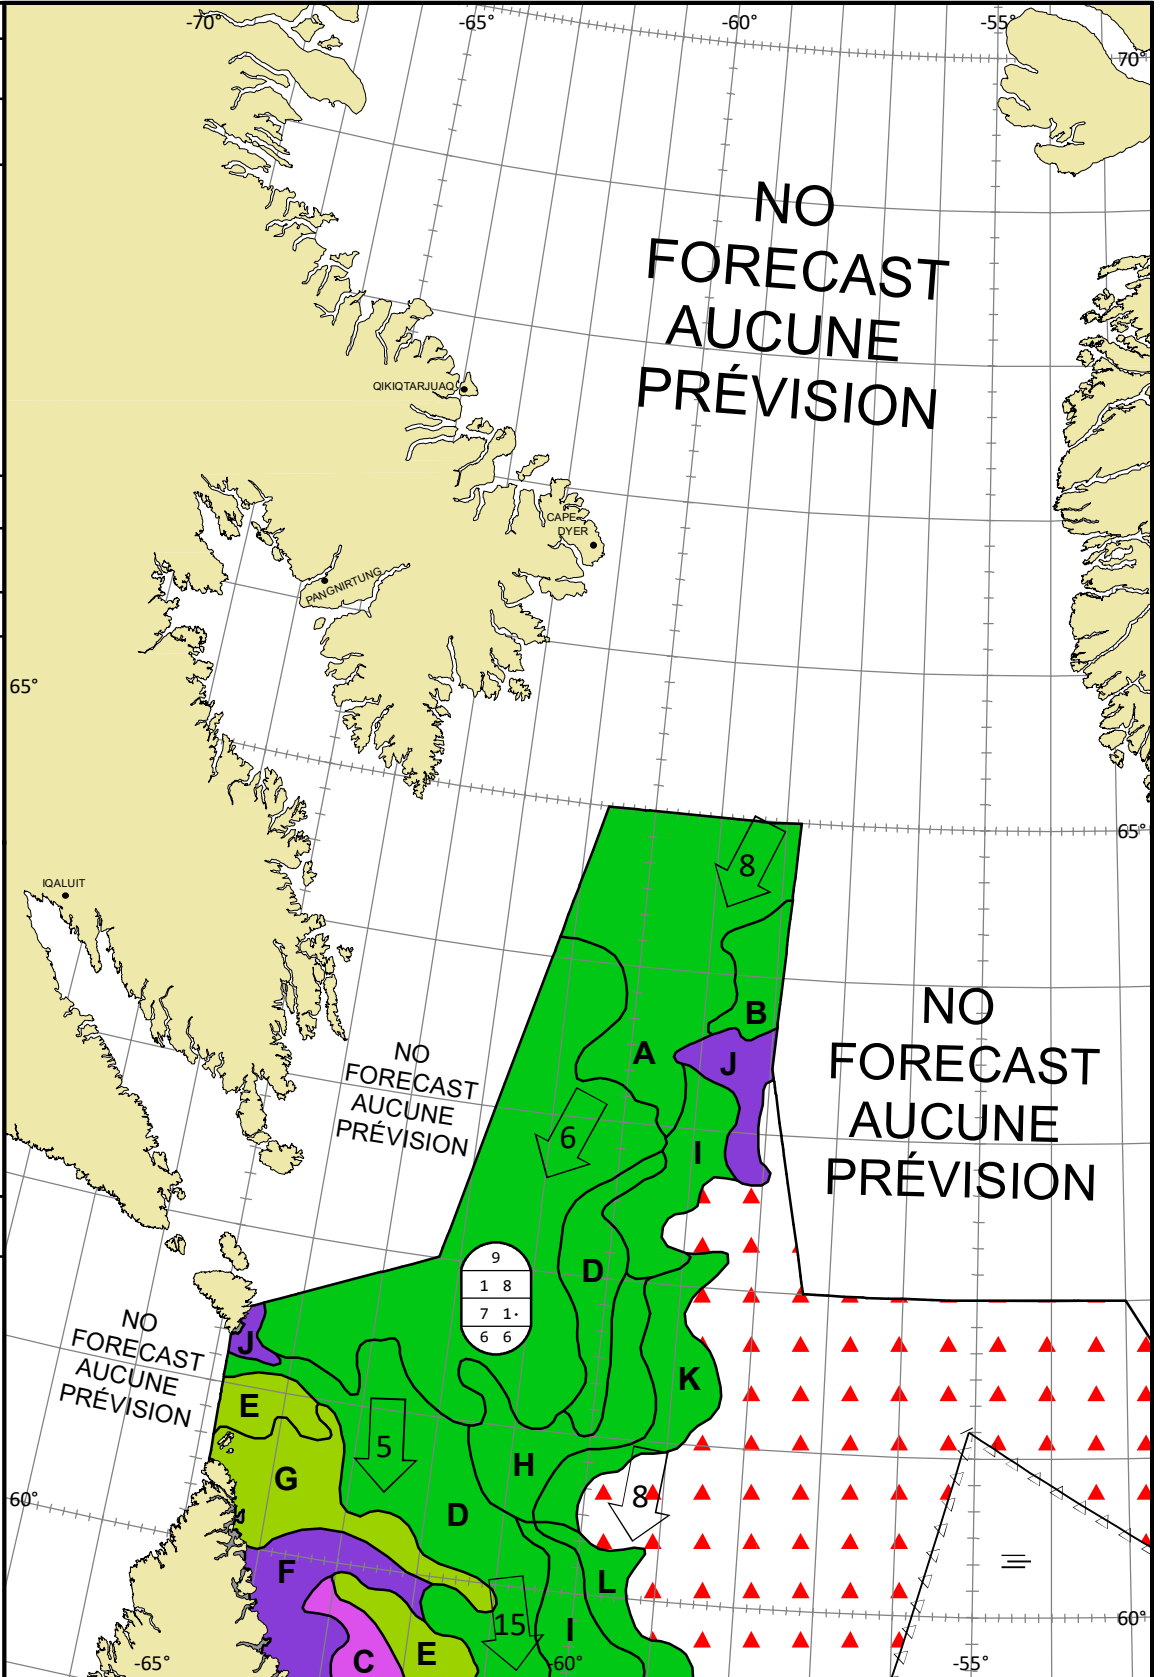 -70°
-65°
-60°
-55°
70°
NO
FORECAST
AUCUNE
PRÉVISION
QIKIQTARJUAQ
CAPE
DYER
PANGNIRTUNG
65°
65°
8
IQALUIT
B
NO
FORECAST
AUCUNE
PRÉVISION
A
J
NO
FORECAST
AUCUNE
PRÉVISION
6
I
D
9
1 8
7 1·
6 6
J
NO
FORECAST
AUCUNE
PRÉVISION
K
E
5
H
G
8
60°
D
F
L
15
I
60°
E
C
-65°
-60°
-55°